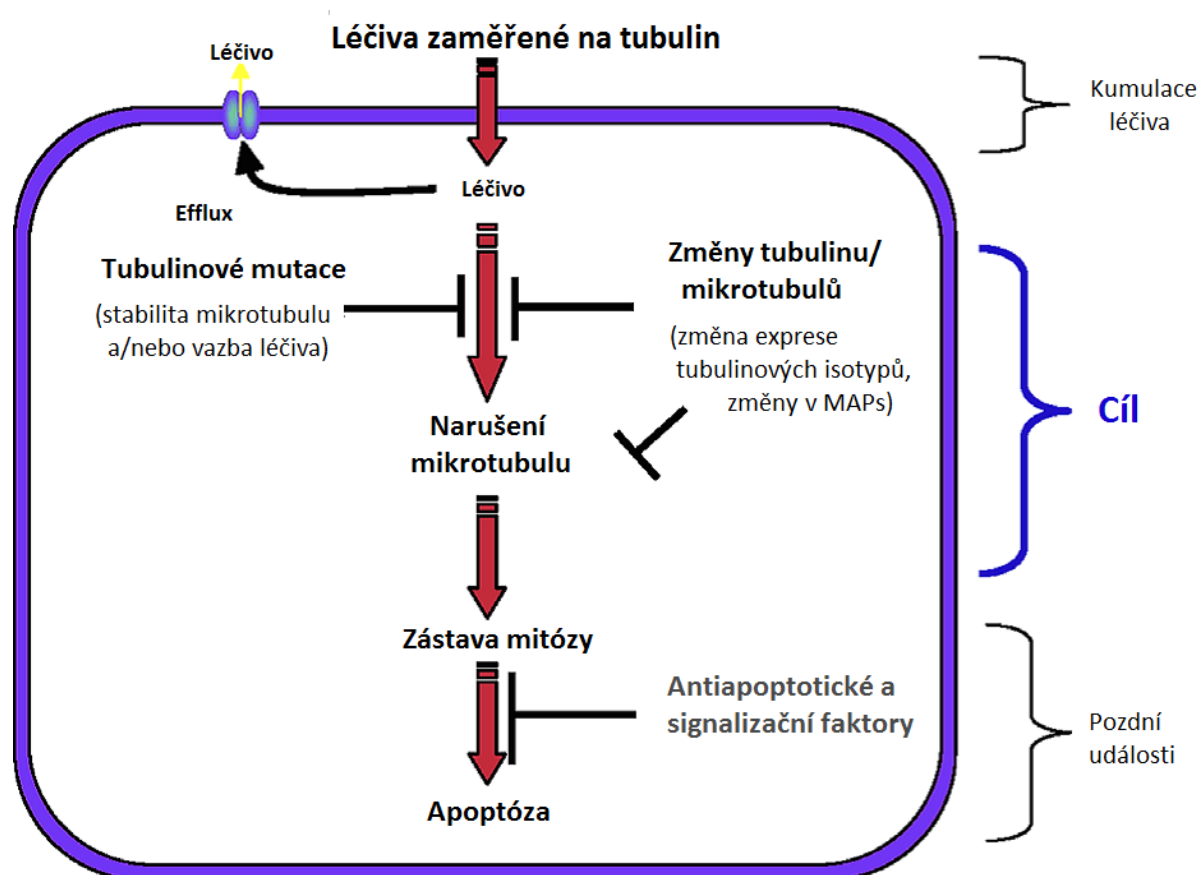 Léčiva zaměřené na tubulin
Léčivo
Kumulace
léčiva
Léčivo
Efflux
Tubulinové mutace
(stabilita mikrotubulu
a/nebo vazba léčiva)
Změny tubulinu/
mikrotubulů
(změna exprese
tubulinových isotypů,
změny v MAPs)
Cíl
Narušení
mikrotubulu
Zástava mitózy
Antiapoptotické a
signalizační faktory
Pozdní
události
Apoptóza